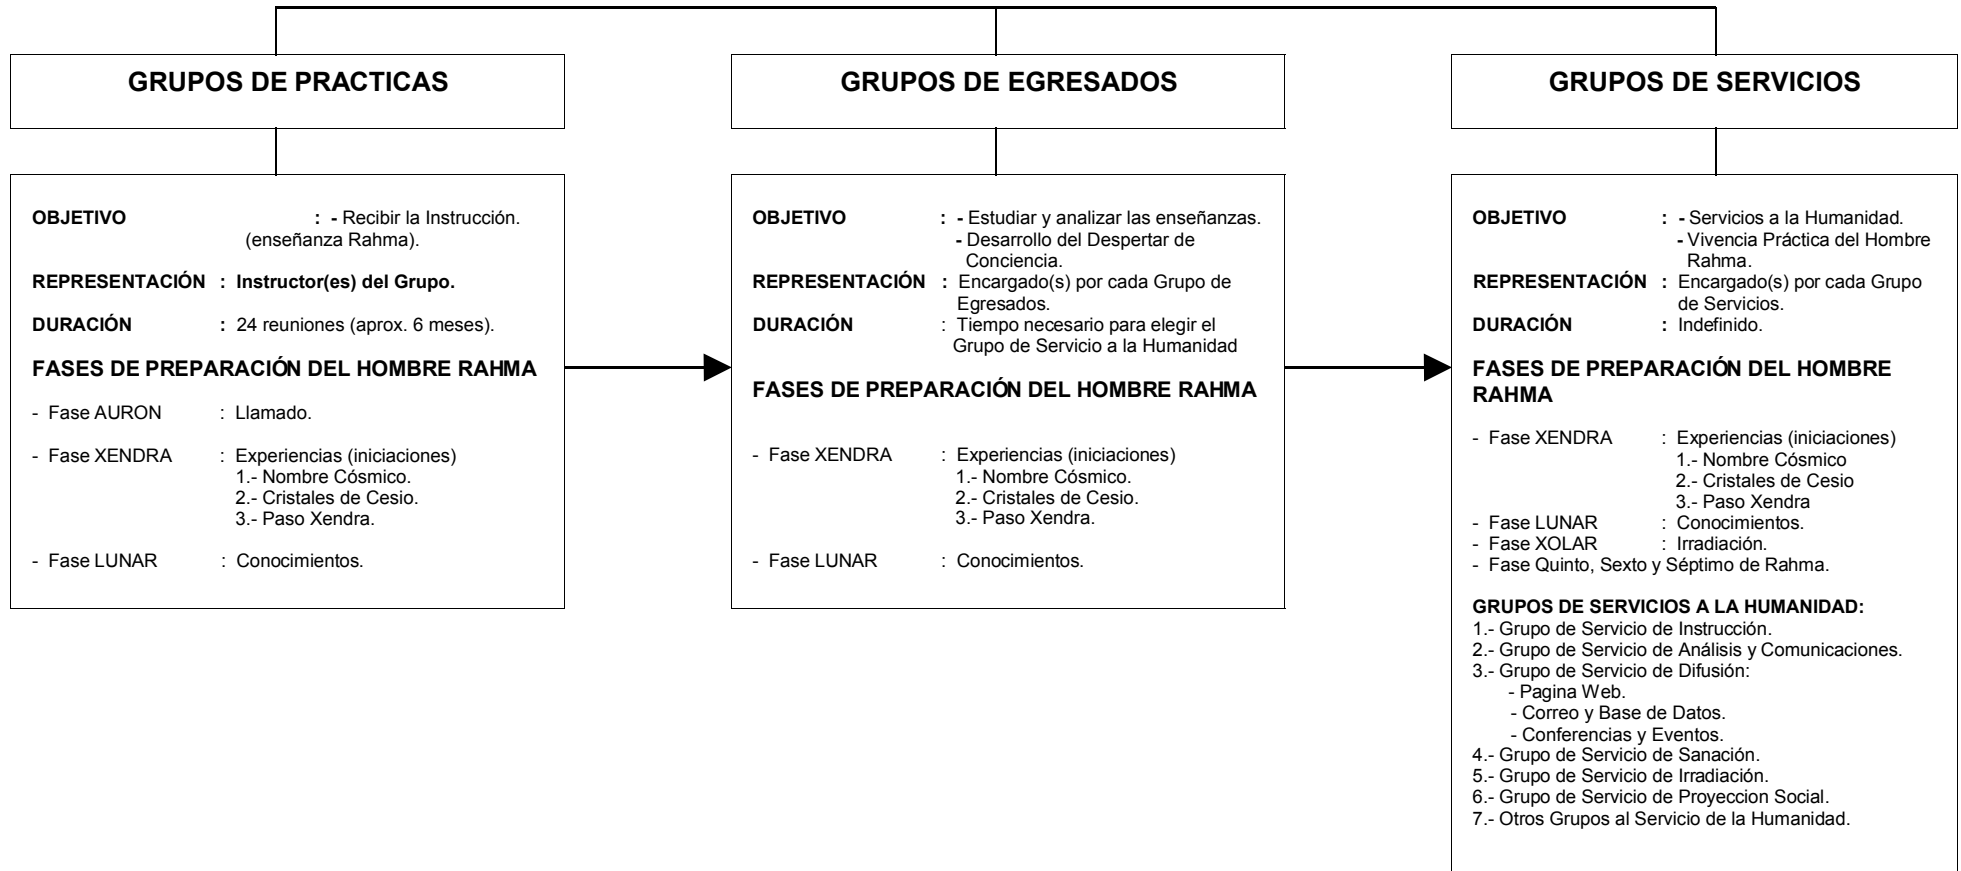 GRUPOS DE PRACTICAS
OBJETIVO : - Recibir la Instrucción.
(enseñanza Rahma).
REPRESENTACIÓN : Instructor(es) del Grupo.
DURACIÓN : 24 reuniones (aprox. 6 meses).
FASES DE PREPARACIÓN DEL HOMBRE RAHMA
- Fase AURON : Llamado.
- Fase XENDRA : Experiencias (iniciaciones)
1.- Nombre Cósmico.
2.- Cristales de Cesio.
3.- Paso Xendra.
- Fase LUNAR : Conocimientos.
GRUPOS DE EGRESADOS
OBJETIVO : - Estudiar y analizar las enseñanzas.
- Desarrollo del Despertar de
Conciencia.
REPRESENTACIÓN : Encargado(s) por cada Grupo de
Egresados.
DURACIÓN : Tiempo necesario para elegir el
Grupo de Servicio a la Humanidad
FASES DE PREPARACIÓN DEL HOMBRE RAHMA
- Fase XENDRA : Experiencias (iniciaciones)
1.- Nombre Cósmico.
2.- Cristales de Cesio.
3.- Paso Xendra.
- Fase LUNAR : Conocimientos.
GRUPOS DE SERVICIOS
OBJETIVO : - Servicios a la Humanidad.
- Vivencia Práctica del Hombre
Rahma.
REPRESENTACIÓN : Encargado(s) por cada Grupo
de Servicios.
DURACIÓN : Indefinido.
FASES DE PREPARACIÓN DEL HOMBRE
RAHMA
- Fase XENDRA : Experiencias (iniciaciones)
1.- Nombre Cósmico
2.- Cristales de Cesio
3.- Paso Xendra
- Fase LUNAR : Conocimientos.
- Fase XOLAR : Irradiación.
- Fase Quinto, Sexto y Séptimo de Rahma.
GRUPOS DE SERVICIOS A LA HUMANIDAD:
1.- Grupo de Servicio de Instrucción.
2.- Grupo de Servicio de Análisis y Comunicaciones.
3.- Grupo de Servicio de Difusión:
- Pagina Web.
- Correo y Base de Datos.
- Conferencias y Eventos.
4.- Grupo de Servicio de Sanación.
5.- Grupo de Servicio de Irradiación.
6.- Grupo de Servicio de Proyeccion Social.
7.- Otros Grupos al Servicio de la Humanidad.